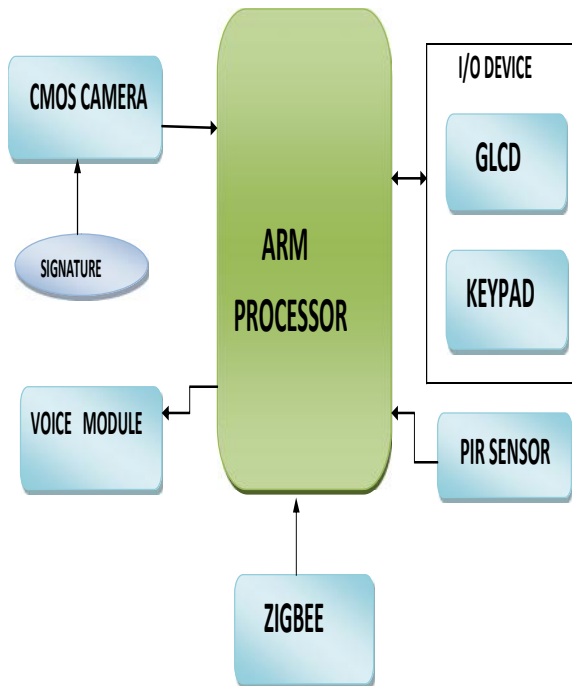 CMOS CAMERA
SIGNATURE
VOICE MODULE
ARM
PROCESSOR
I/O DEVICE
GLCD
KEYPAD
PIR SENSOR
ZIGBEE